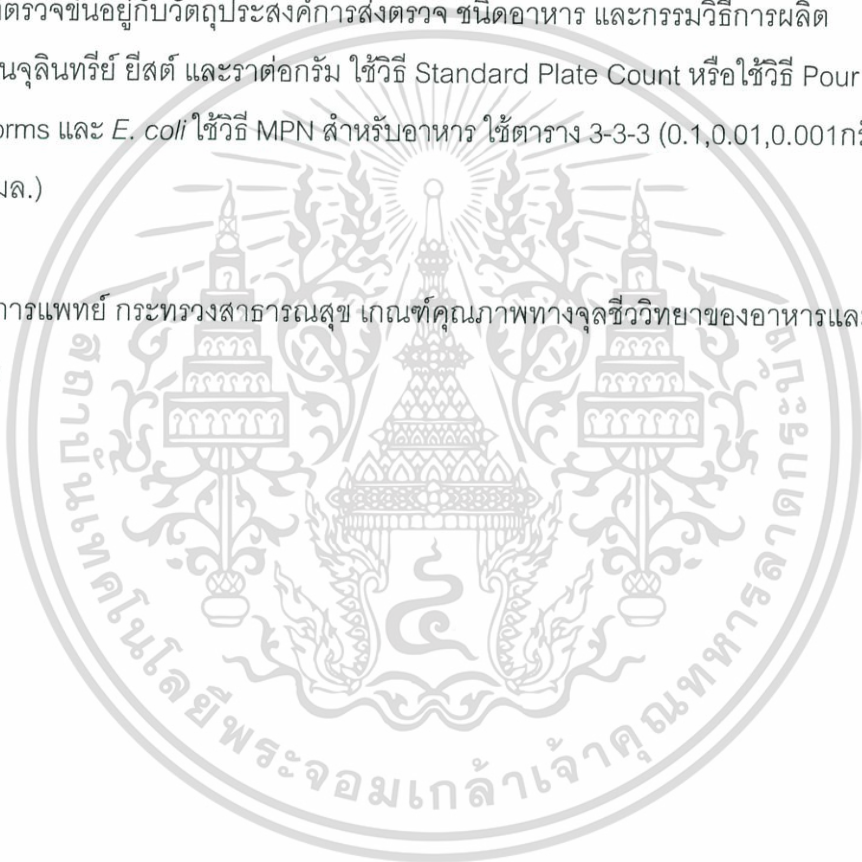 ตรวจขึ้นอยู่กับวัตถุประสงค์การส่งตรวจ ชนิดอาหาร และกรรมวิธีการผลิต
นจุลินทรีย์ ยีสต์ และราต่อกรัม ใช้วิธี Standard Plate Count หรือใช้วิธี Pour
orms และ E. coli ใช้วิธี MPN สำหรับอาหาร ใช้ตาราง 3-3-3 (0.1,0.01,0.001กรั
มล.)
การแพทย์ กระทรวงสาธารณสุข เกณฑ์คุณภาพทางจุลชีววิทยาของอาหารและ
สถาบันเทคโนโลยีพระจอมเกล้าเจ้าคุณทหารลาดกระบัง